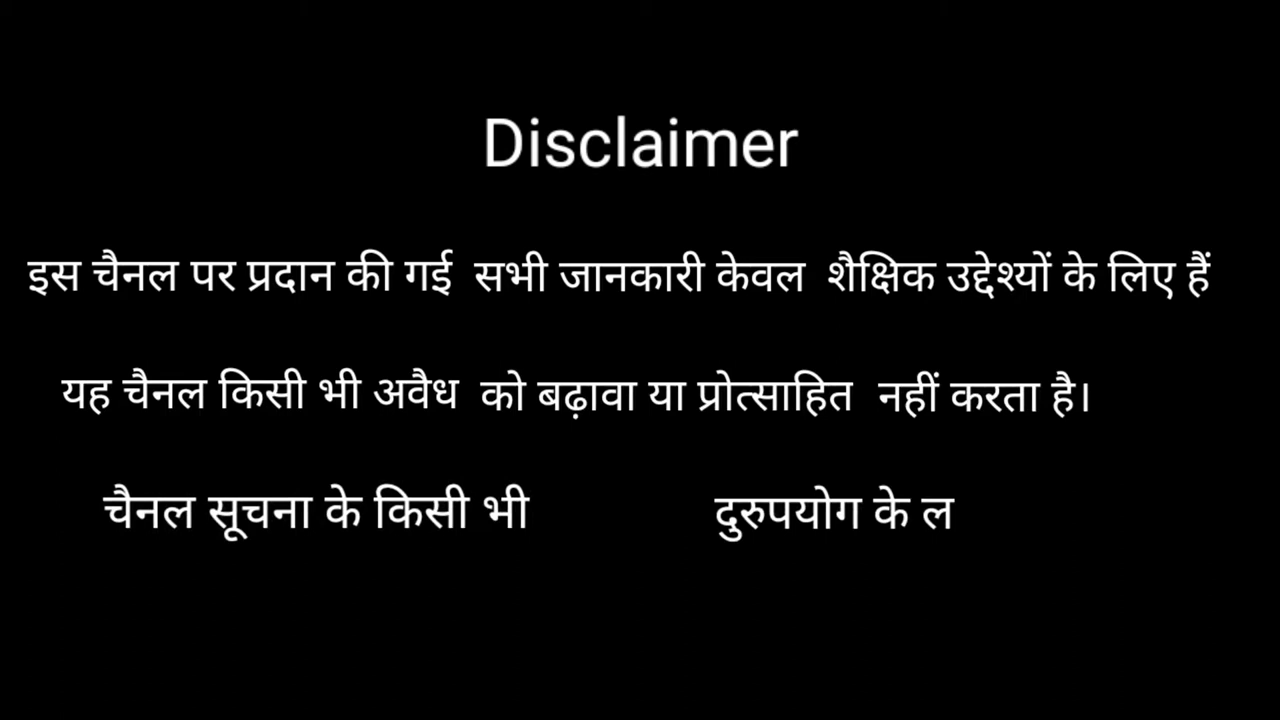 Disclaimer
इस चैनल पर प्रदान की गई सभी जानकारी केवल शैक्षिक उद्देश्यों के लिए हैं
यह चैनल किसी भी अवैध को बढ़ावा या प्रोत्साहित नहीं करता है।
चैनल सूचना के किसी भी दुरुपयोग के ल